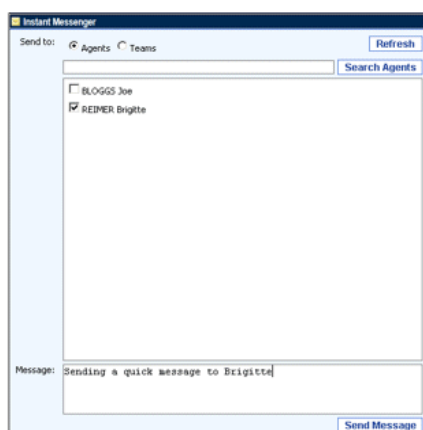 Instant Messenger
Send to: Agents Teams Refresh
Search Agents
BLOGGS Joe
REIMER Brigitte
Message: Sending a quick message to Brigitte
Send Message